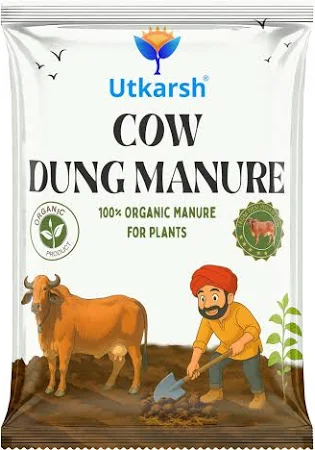 Utkarsh®
COW
DUNG MANURE
100% ORGANIC MANURE
FOR PLANTS
ORGANIC
PRODUCT